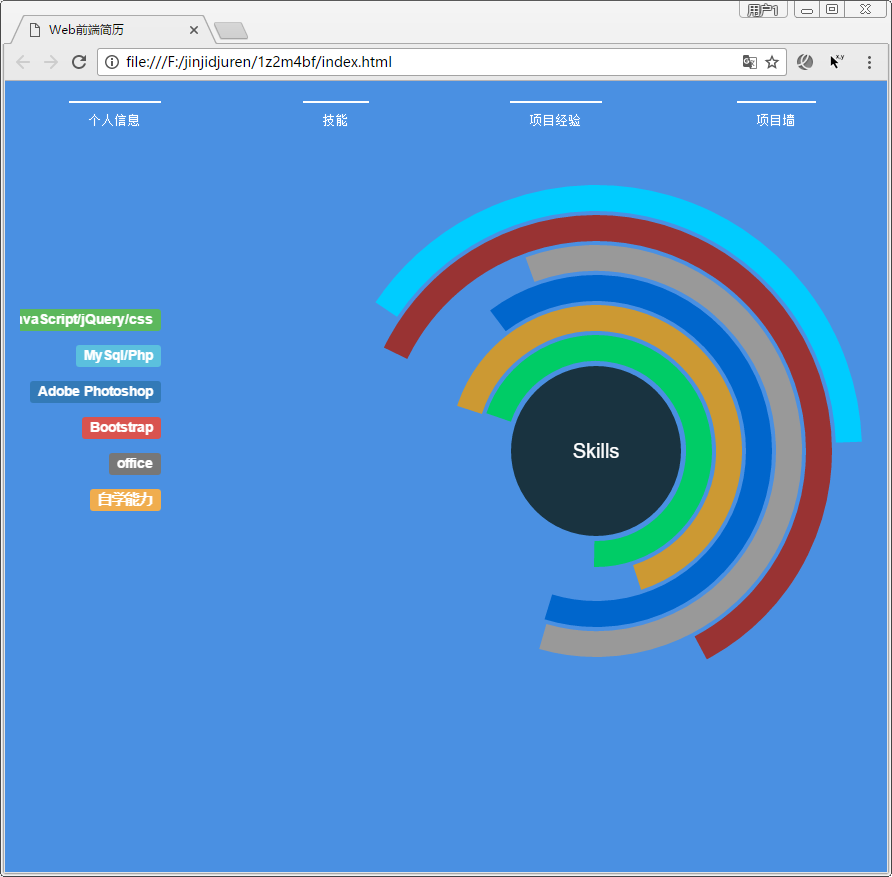 用户1
Web前端简历
file:///F:/jinjidjuren/1z2m4bf/index.html
个人信息 技能 项目经验 项目墙
vaScript/jQuery/css
MySql/Php
Adobe Photoshop
Bootstrap
office
自学能力
Skills